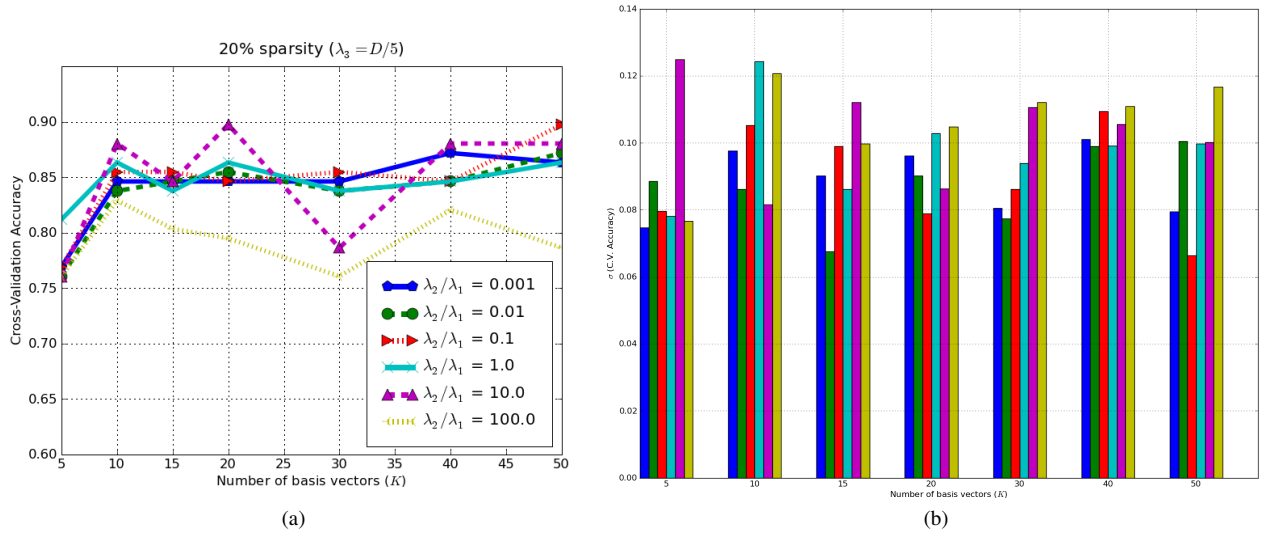 20% sparsity (λ₃ = D/5)
Cross-Validation Accuracy
0.90
0.85
0.80
0.75
0.70
0.65
0.60
λ₂/λ₁ = 0.001
λ₂/λ₁ = 0.01
λ₂/λ₁ = 0.1
λ₂/λ₁ = 1.0
λ₂/λ₁ = 10.0
λ₂/λ₁ = 100.0
5 10 15 20 25 30 35 40 45 50
Number of basis vectors (K)
(a)
σ (C.V. Accuracy)
0.14
0.12
0.10
0.08
0.06
0.04
0.02
0.00
5 10 15 20 30 40 50
Number of basis vectors (K)
(b)